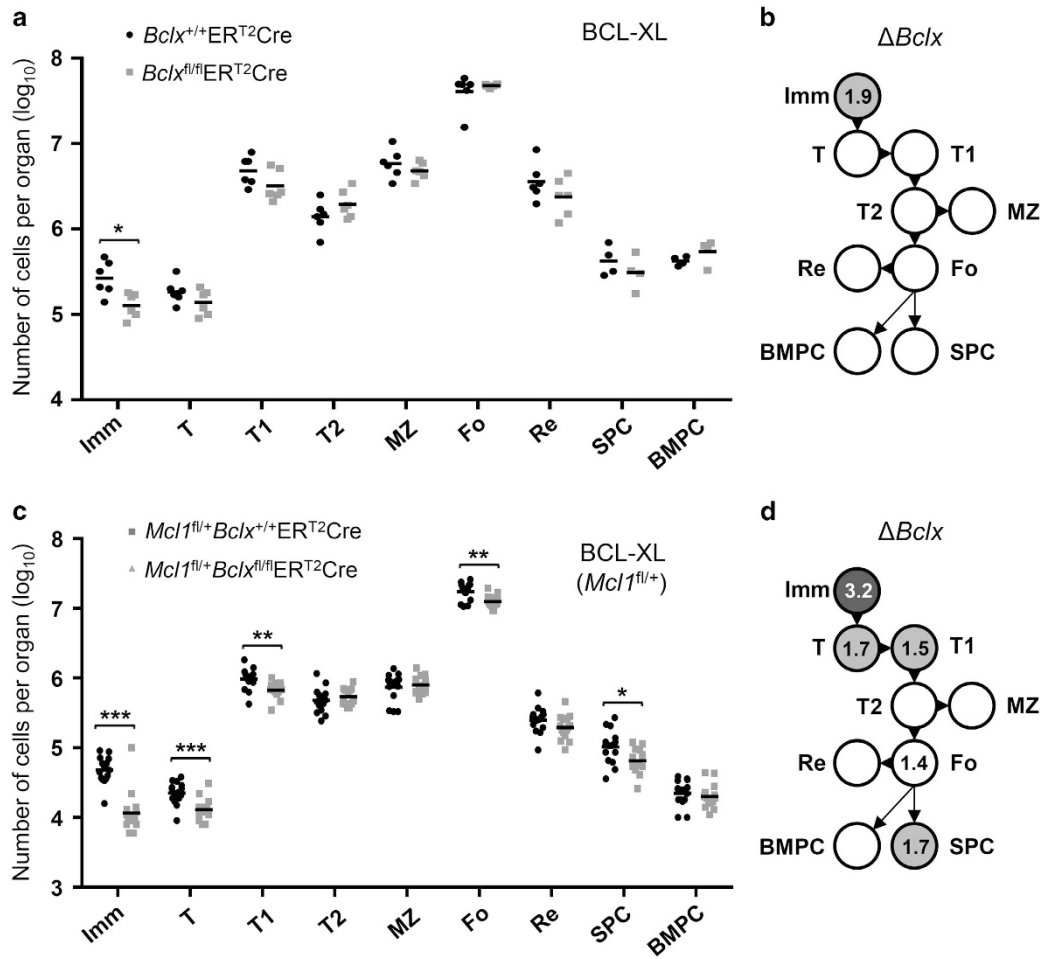 a
Bclx+/+ERT2Cre
Bclxfl/flERT2Cre
BCL-XL
Number of cells per organ (log10)
8
7
6
5
4
*
Imm
T
T1
T2
MZ
Fo
Re
SPC
BMPC
b
ΔBclx
Imm
1.9
T
T1
T2
MZ
Re
Fo
BMPC
SPC
c
Mcl1fl/+Bclx+/+ERT2Cre
Mcl1fl/+Bclxfl/flERT2Cre
BCL-XL
(Mcl1fl/+)
Number of cells per organ (log10)
8
7
6
5
4
3
***
***
**
**
*
Imm
T
T1
T2
MZ
Fo
Re
SPC
BMPC
d
ΔBclx
Imm
3.2
T
1.7
1.5
T1
T2
MZ
Re
1.4
Fo
BMPC
1.7
SPC